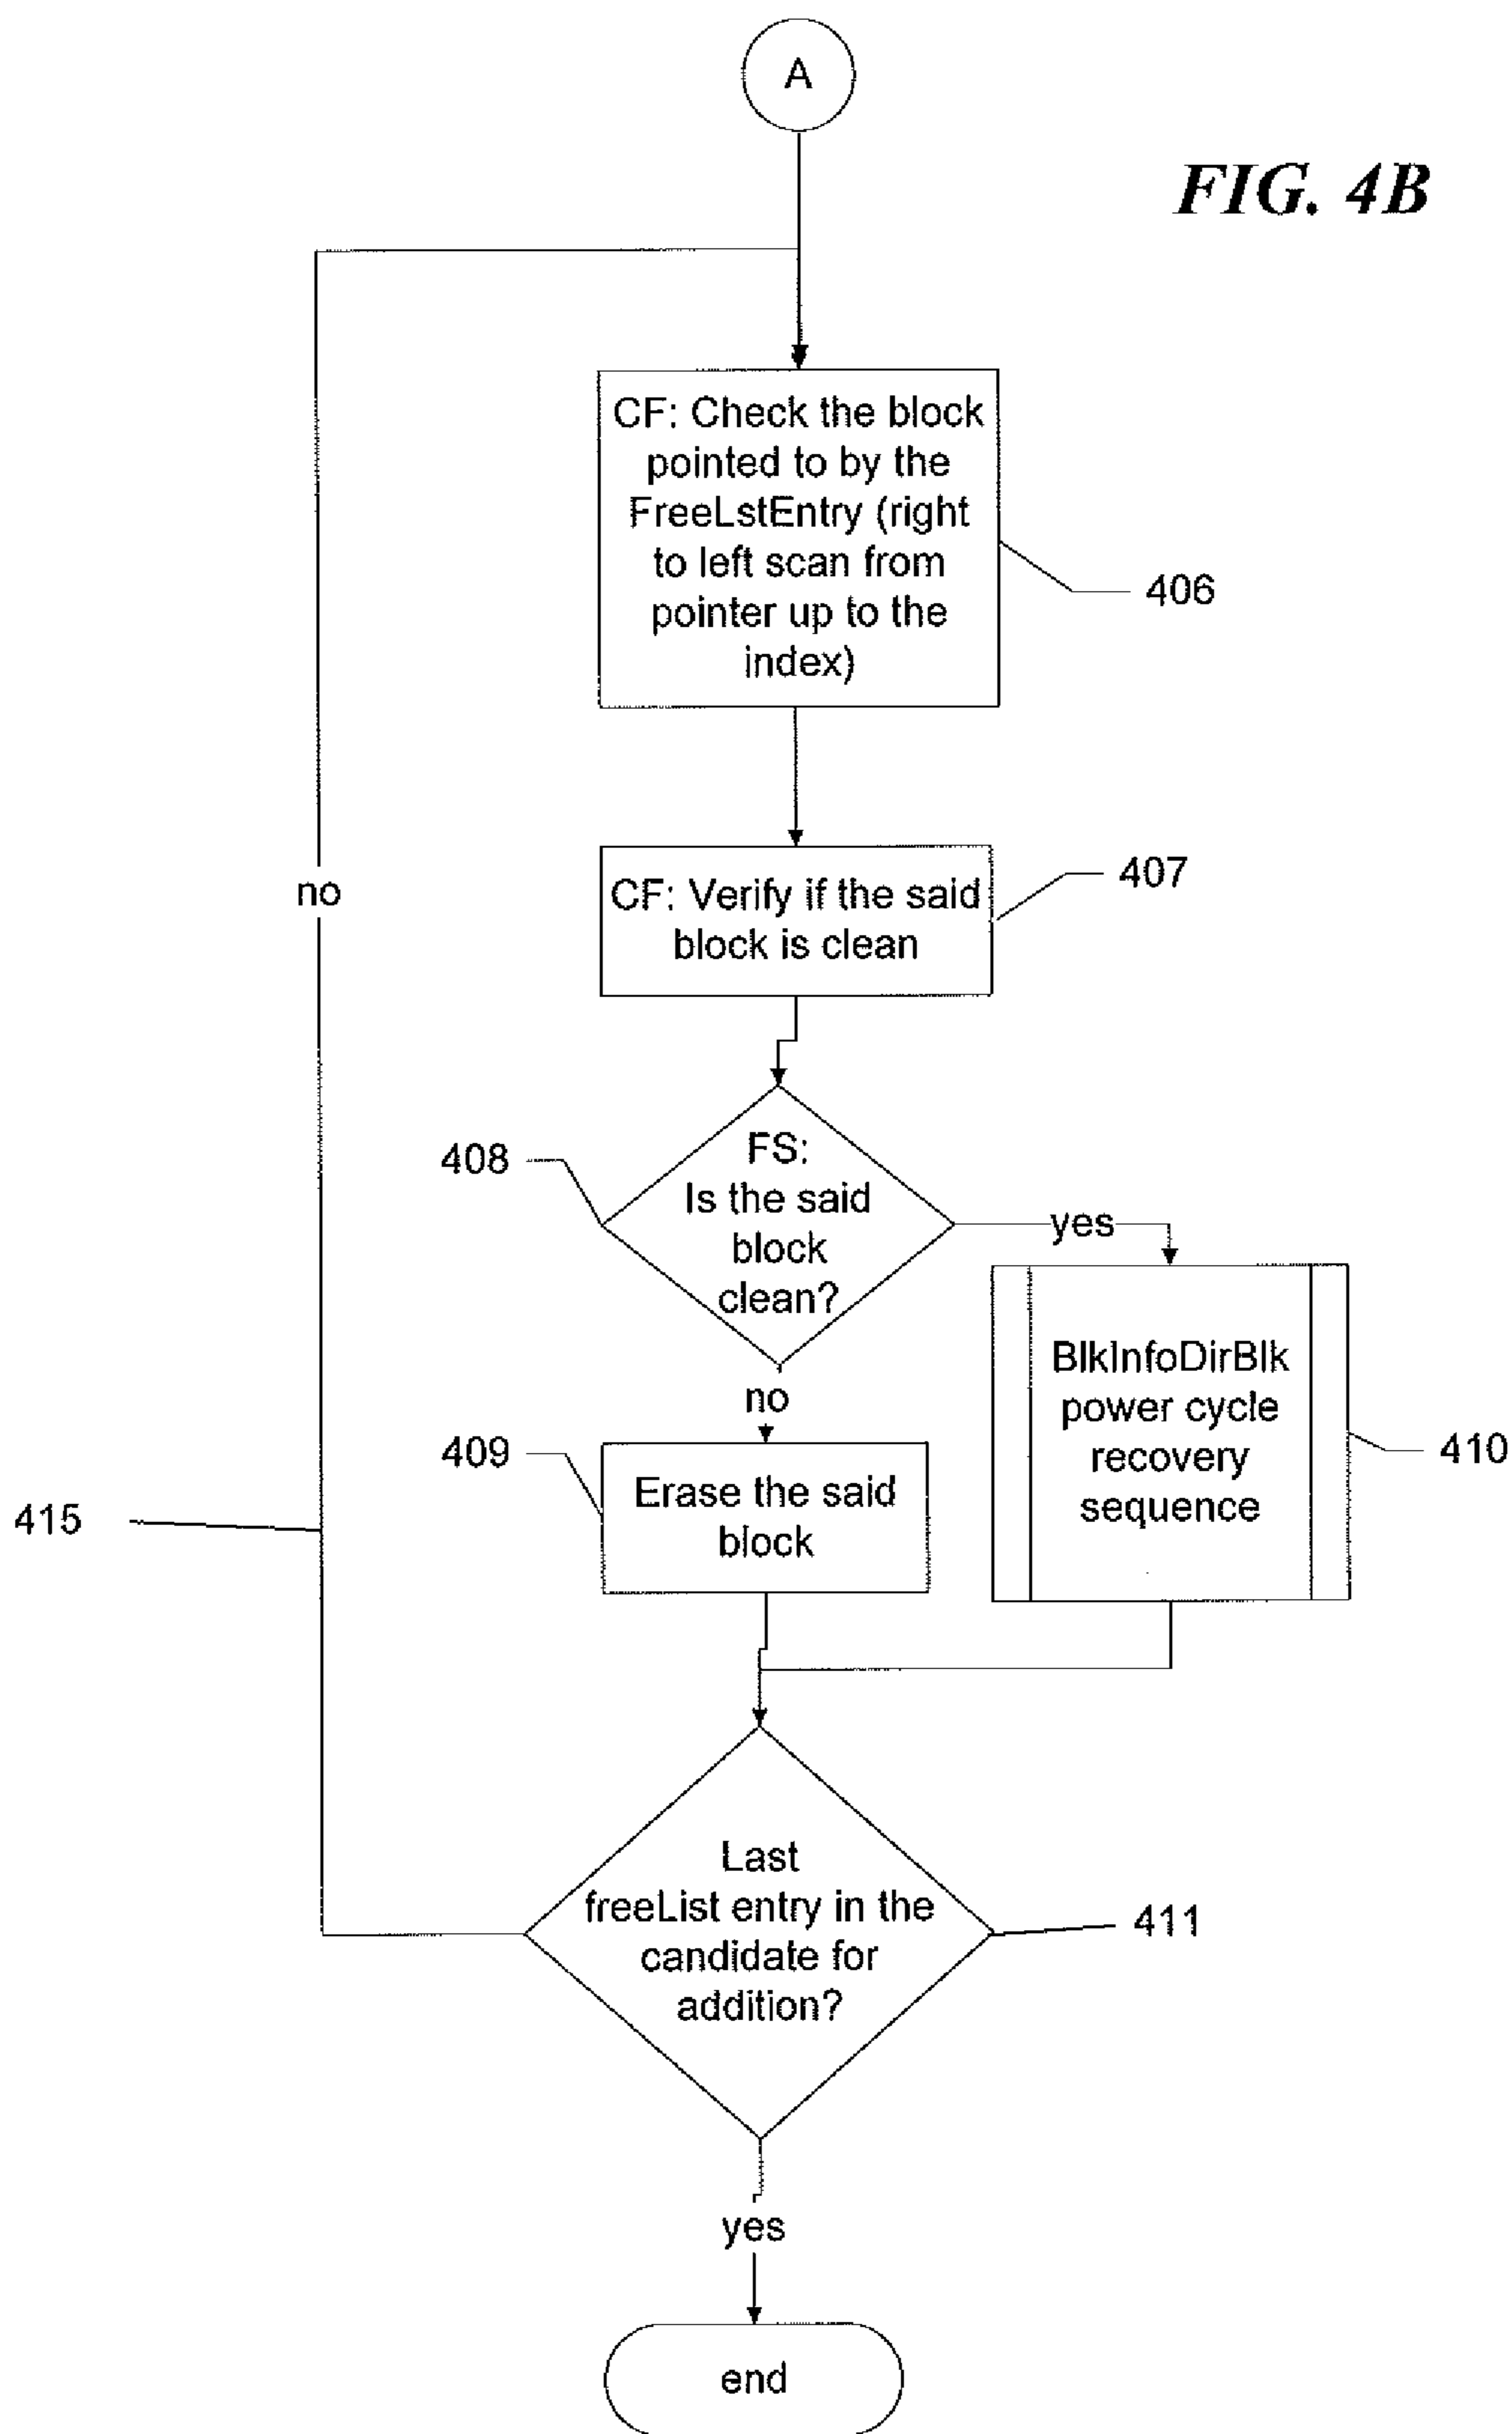 A
FIG. 4B
CF: Check the block
pointed to by the
FreeLstEntry (right
to left scan from
pointer up to the
index)
406
no
CF: Verify if the said
block is clean
407
408
FS:
Is the said
block
clean?
yes
no
BlkInfoDirBlk
power cycle
recovery
sequence
410
409
Erase the said
block
415
Last
freeList entry in the
candidate for
addition?
411
yes
end